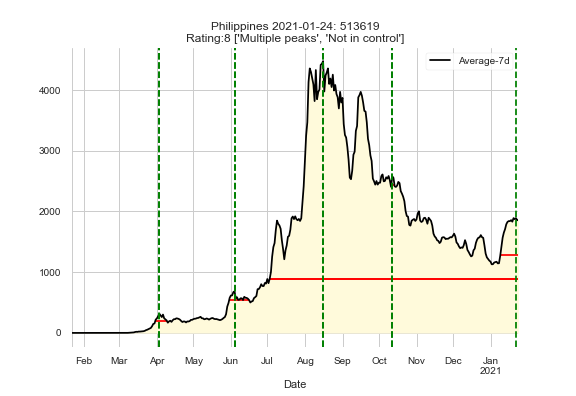 Philippines 2021-01-24: 513619
Rating:8 ['Multiple peaks', 'Not in control']
Average-7d
4000
3000
2000
1000
0
Feb Mar Apr May Jun Jul Aug Sep Oct Nov Dec Jan
2021
Date